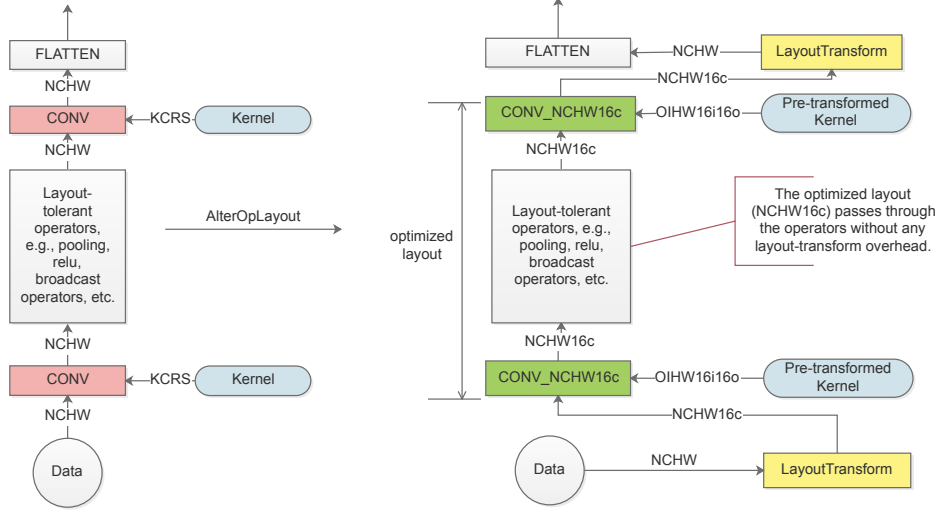 FLATTEN
NCHW
CONV
KCRS
Kernel
NCHW
Layout-
tolerant
operators,
e.g., pooling,
relu,
broadcast
operators, etc.
NCHW
CONV
KCRS
Kernel
NCHW
Data
AlterOpLayout
FLATTEN
NCHW
LayoutTransform
NCHW16c
CONV_NCHW16c
OIHW16i16o
Pre-transformed
Kernel
NCHW16c
optimized
layout
Layout-tolerant
operators, e.g.,
pooling, relu,
broadcast
operators, etc.
The optimized layout
(NCHW16c) passes through
the operators without any
layout-transform overhead.
NCHW16c
CONV_NCHW16c
OIHW16i16o
Pre-transformed
Kernel
NCHW16c
Data
NCHW
LayoutTransform